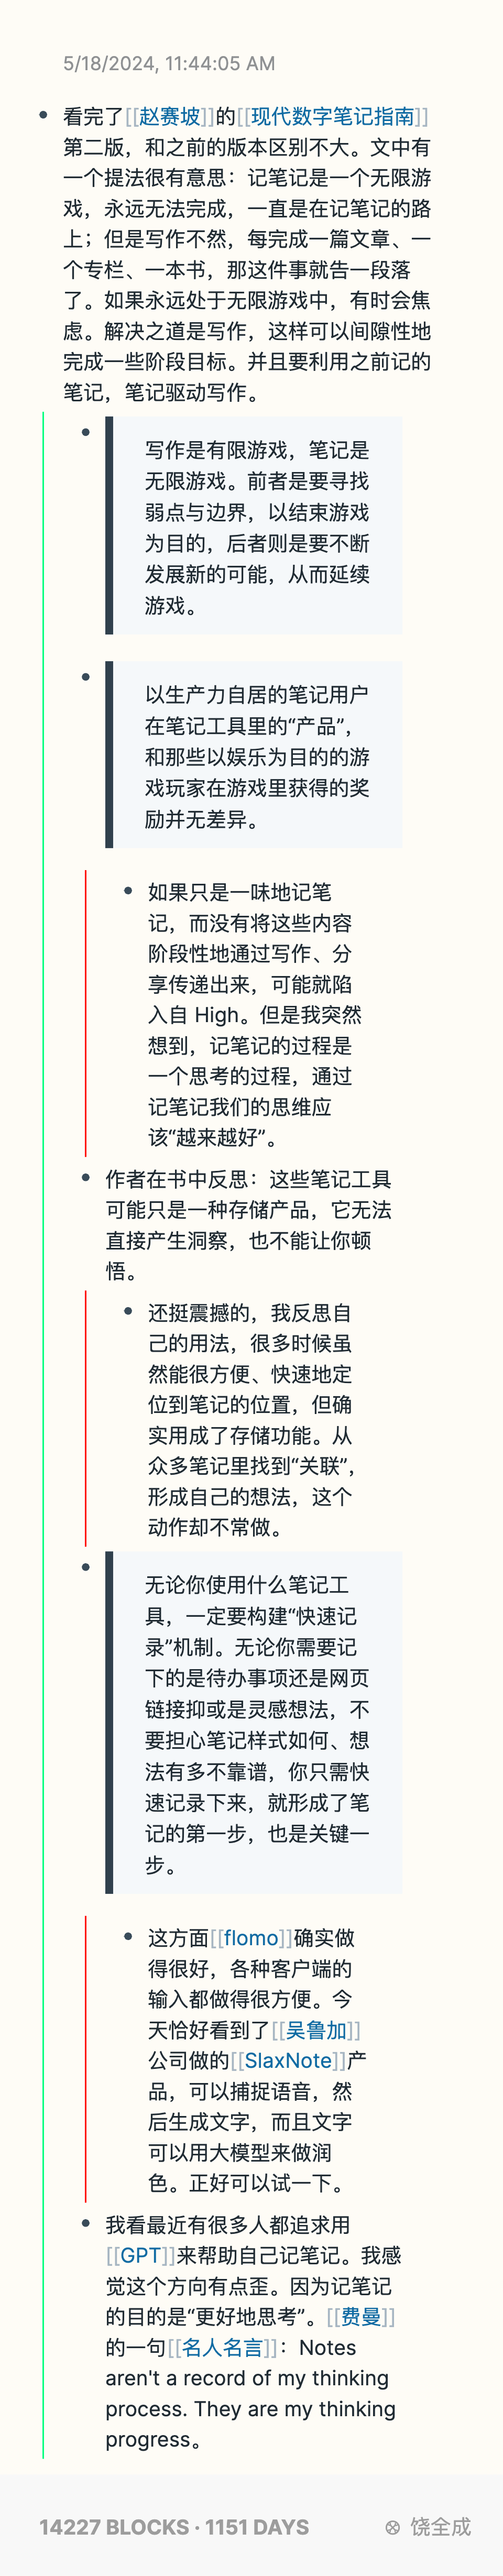 5/18/2024, 11:44:05 AM
看完了[[赵赛坡]]的[[现代数字笔记指南]]
第二版，和之前的版本区别不大。文中有
一个提法很有意思：记笔记是一个无限游
戏，永远无法完成，一直是在记笔记的路
上；但是写作不然，每完成一篇文章、一
个专栏、一本书，那这件事就告一段落
了。如果永远处于无限游戏中，有时会焦
虑。解决之道是写作，这样可以间隙性地
完成一些阶段目标。并且要利用之前记的
笔记，笔记驱动写作。
写作是有限游戏，笔记是
无限游戏。前者是要寻找
弱点与边界，以结束游戏
为目的，后者则是要不断
发展新的可能，从而延续
游戏。
以生产力自居的笔记用户
在笔记工具里的“产品”，
和那些以娱乐为目的的游
戏玩家在游戏里获得的奖
励并无差异。
如果只是一味地记笔
记，而没有将这些内容
阶段性地通过写作、分
享传递出来，可能就陷
入自 High。但是我突然
想到，记笔记的过程是
一个思考的过程，通过
记笔记我们的思维应
该“越来越好”。
作者在书中反思：这些笔记工具
可能只是一种存储产品，它无法
直接产生洞察，也不能让你顿
悟。
还挺震撼的，我反思自
己的用法，很多时候虽
然能很方便、快速地定
位到笔记的位置，但确
实用成了存储功能。从
众多笔记里找到“关联”，
形成自己的想法，这个
动作却不常做。
无论你使用什么笔记工
具，一定要构建“快速记
录”机制。无论你需要记
下的是待办事项还是网页
链接抑或是灵感想法，不
要担心笔记样式如何、想
法有多不靠谱，你只需快
速记录下来，就形成了笔
记的第一步，也是关键一
步。
这方面[[flomo]]确实做
得很好，各种客户端的
输入都做得很方便。今
天恰好看到了[[吴鲁加]]
公司做的[[SlaxNote]]产
品，可以捕捉语音，然
后生成文字，而且文字
可以用大模型来做润
色。正好可以试一下。
我看最近有很多人都追求用
[[GPT]]来帮助自己记笔记。我感
觉这个方向有点歪。因为记笔记
的目的是“更好地思考”。[[费曼]]
的一句[[名人名言]]：Notes
aren't a record of my thinking
process. They are my thinking
progress。
14227 BLOCKS · 1151 DAYS
饶全成